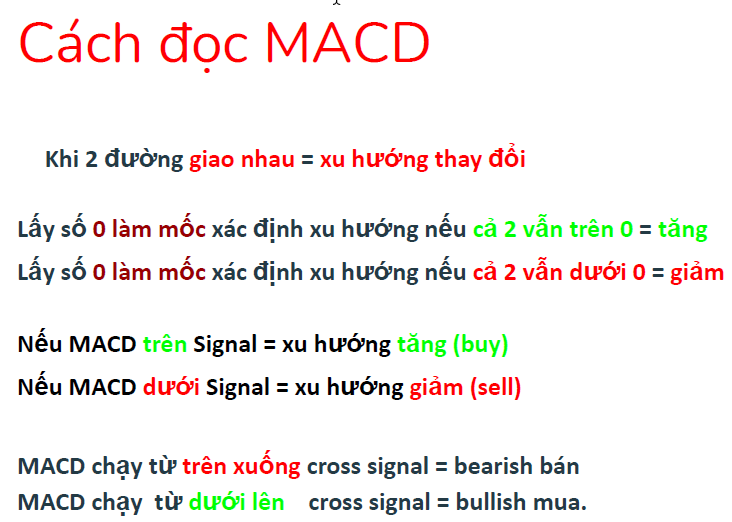 Cách đọc MACD
Khi 2 đường giao nhau = xu hướng thay đổi
Lấy số 0 làm mốc xác định xu hướng nếu cả 2 vẫn trên 0 = tăng
Lấy số 0 làm mốc xác định xu hướng nếu cả 2 vẫn dưới 0 = giảm
Nếu MACD trên Signal = xu hướng tăng (buy)
Nếu MACD dưới Signal = xu hướng giảm (sell)
MACD chạy từ trên xuống cross signal = bearish bán
MACD chạy từ dưới lên cross signal = bullish mua.